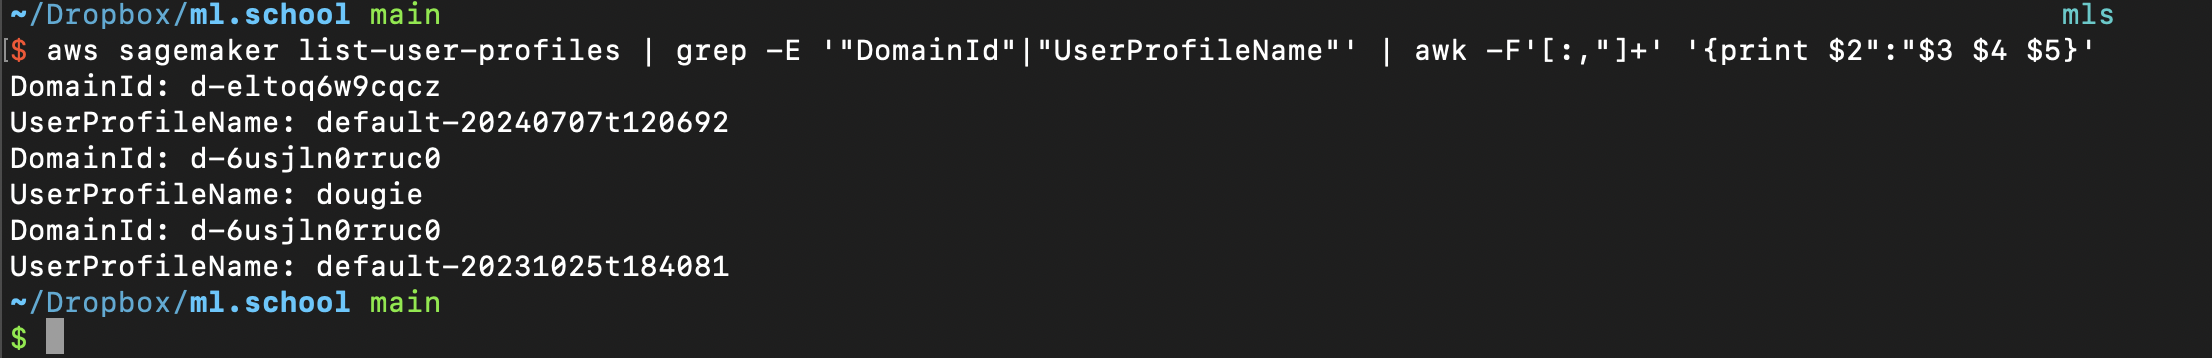 ~/Dropbox/ml.school main mls
[$ aws sagemaker list-user-profiles | grep -E '"DomainId"|"UserProfileName"' | awk -F'[:,"]+' '{print $2":"$3 $4 $5}'
DomainId: d-eltoq6w9cqcz
UserProfileName: default-20240707t120692
DomainId: d-6usjln0rruc0
UserProfileName: dougie
DomainId: d-6usjln0rruc0
UserProfileName: default-20231025t184081
~/Dropbox/ml.school main
$